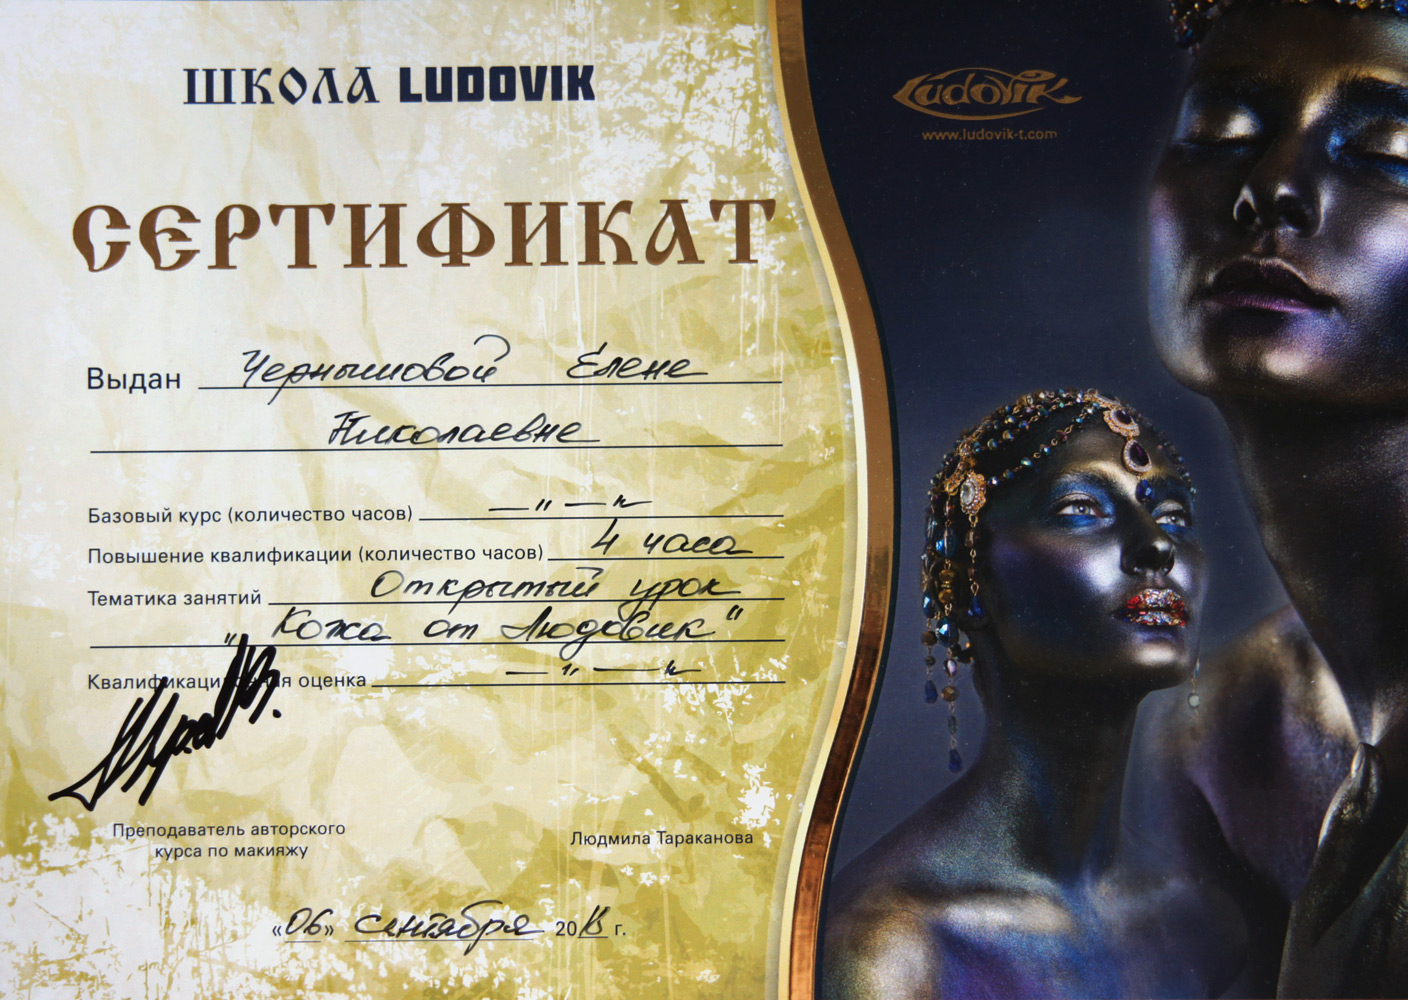 ШКОЛА LUDOVIK
Ludovik
www.ludovik-t.com
СЕРТИФИКАТ
Выдан Чернышовой Елене
Николаевне
Базовый курс (количество часов) — " — "
Повышение квалификации (количество часов) 4 часа
Тематика занятий Открытый урок
"Кожа от Людовик"
Квалификационная оценка — " — "
Преподаватель авторского
курса по макияжу
Людмила Тараканова
«06» сентября 20 г.